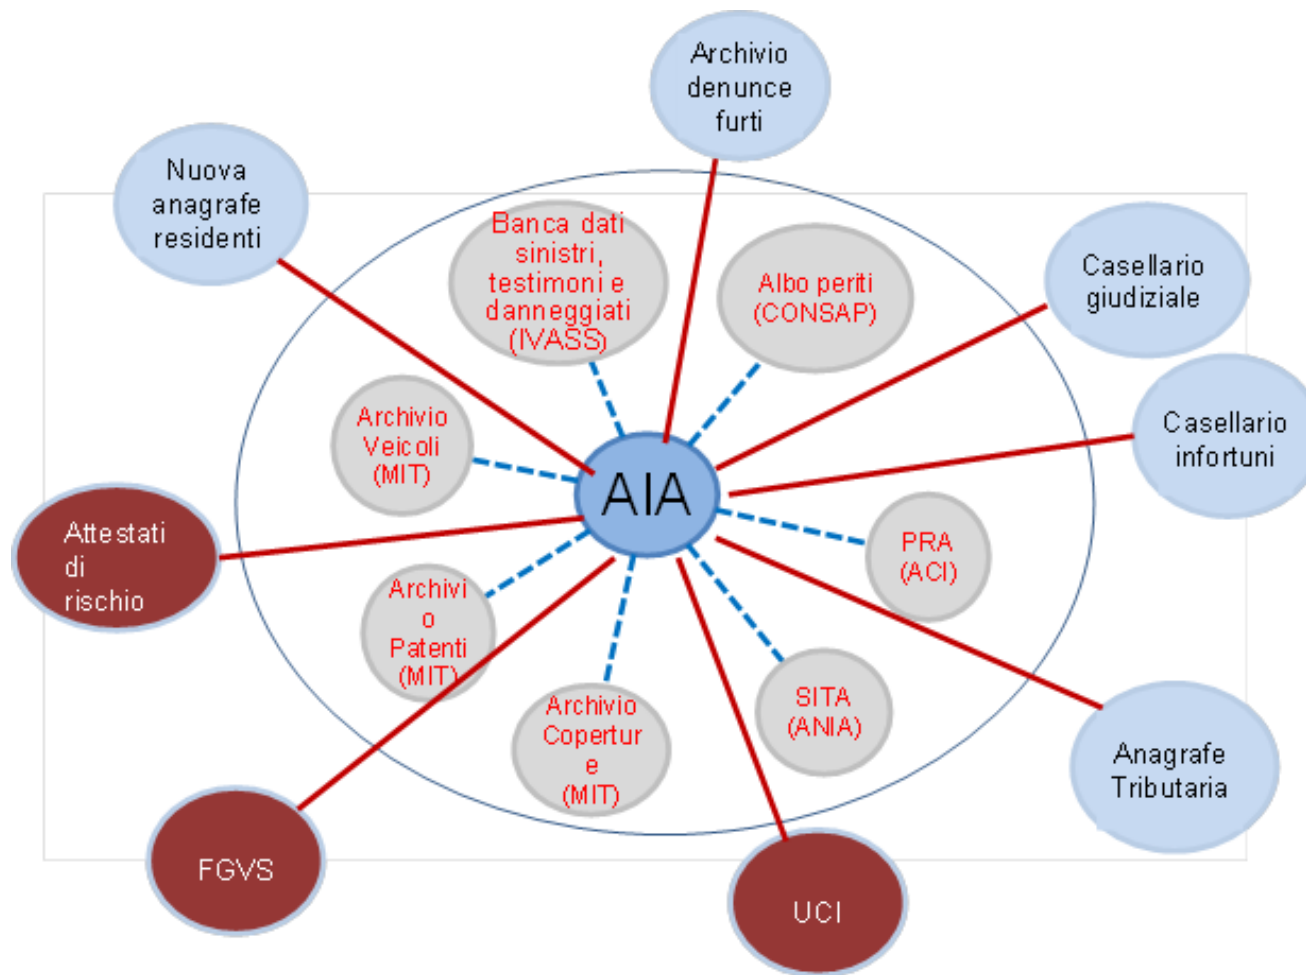 Archivio
denunce
furti
Nuova
anagrafe
residenti
Banca dati
sinistri,
testimoni e
danneggiati
(IVASS)
Albo periti
(CONSAP)
Casellario
giudiziale
Archivio
Veicoli
(MIT)
Casellario
infortuni
AIA
Attestati
di
rischio
PRA
(ACI)
Archivi
o
Patenti
(MIT)
SITA
(ANIA)
Archivio
Copertur
e
(MIT)
Anagrafe
Tributaria
FGVS
UCI